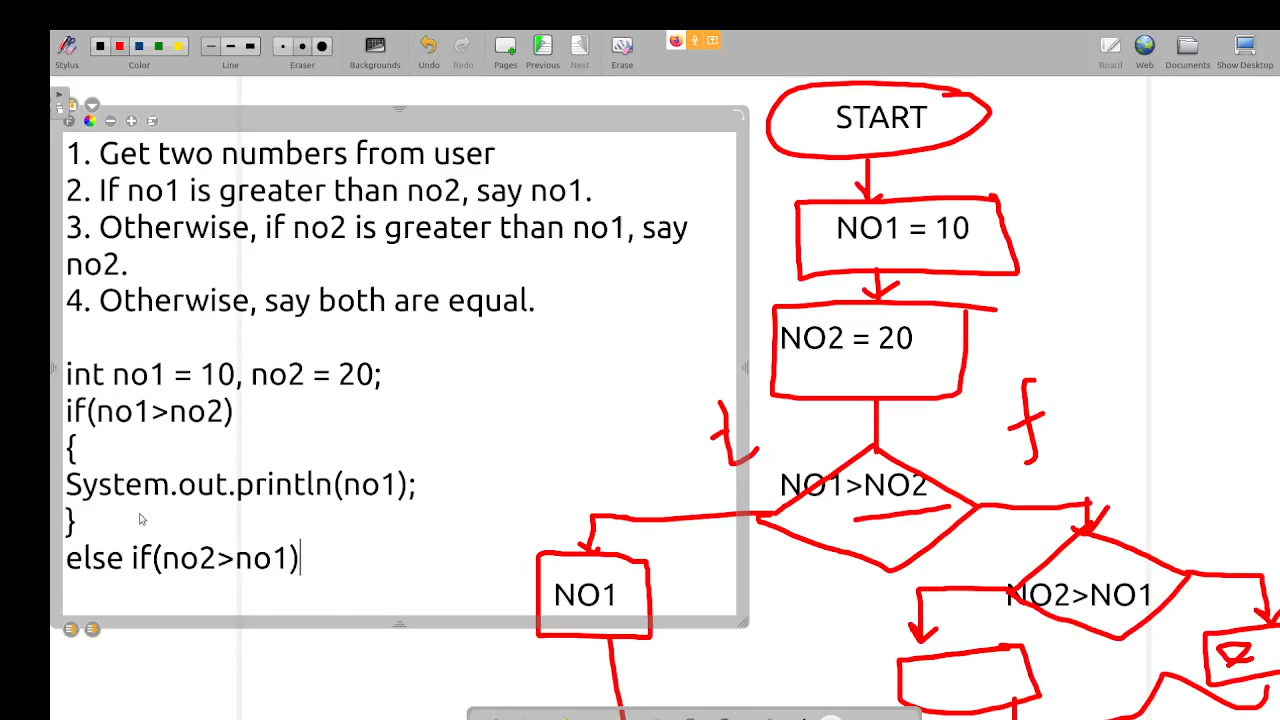 Stylus
Color
Line
Eraser
Backgrounds
Undo
Redo
Pages
Previous
Next
Erase
Board
Web
Documents
Show Desktop
1. Get two numbers from user
2. If no1 is greater than no2, say no1.
3. Otherwise, if no2 is greater than no1, say
no2.
4. Otherwise, say both are equal.
int no1 = 10, no2 = 20;
if(no1>no2)
{
System.out.println(no1);
}
else if(no2>no1)
START
NO1 = 10
NO2 = 20
t
f
NO1>NO2
NO1
NO2>NO1